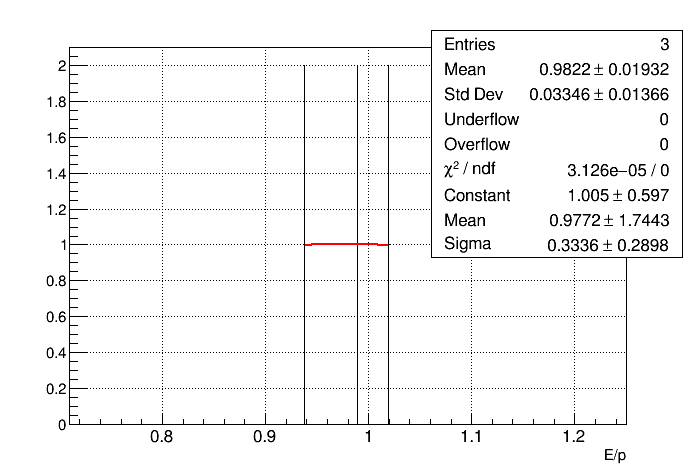 Entries 3
Mean 0.9822 ± 0.01932
Std Dev 0.03346 ± 0.01366
Underflow 0
Overflow 0
χ² / ndf 3.126e−05 / 0
Constant 1.005 ± 0.597
Mean 0.9772 ± 1.7443
Sigma 0.3336 ± 0.2898
2
1.8
1.6
1.4
1.2
1
0.8
0.6
0.4
0.2
0
0.8 0.9 1 1.1 1.2
E/p